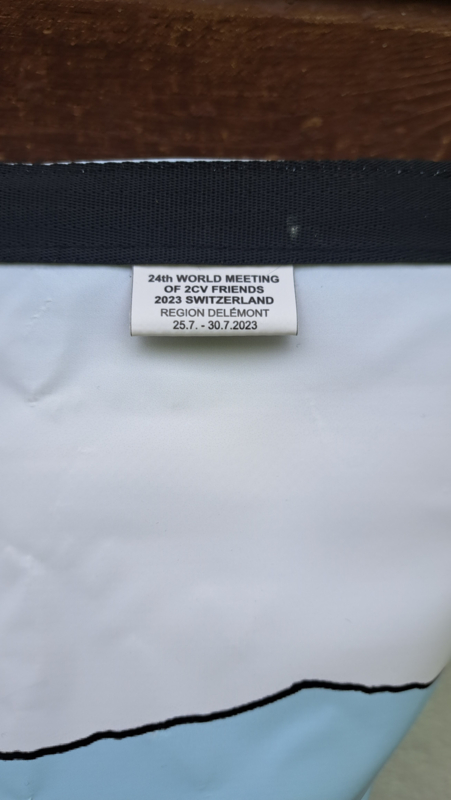 24th WORLD MEETING
OF 2CV FRIENDS
2023 SWITZERLAND
REGION DELÉMONT
25.7. - 30.7.2023